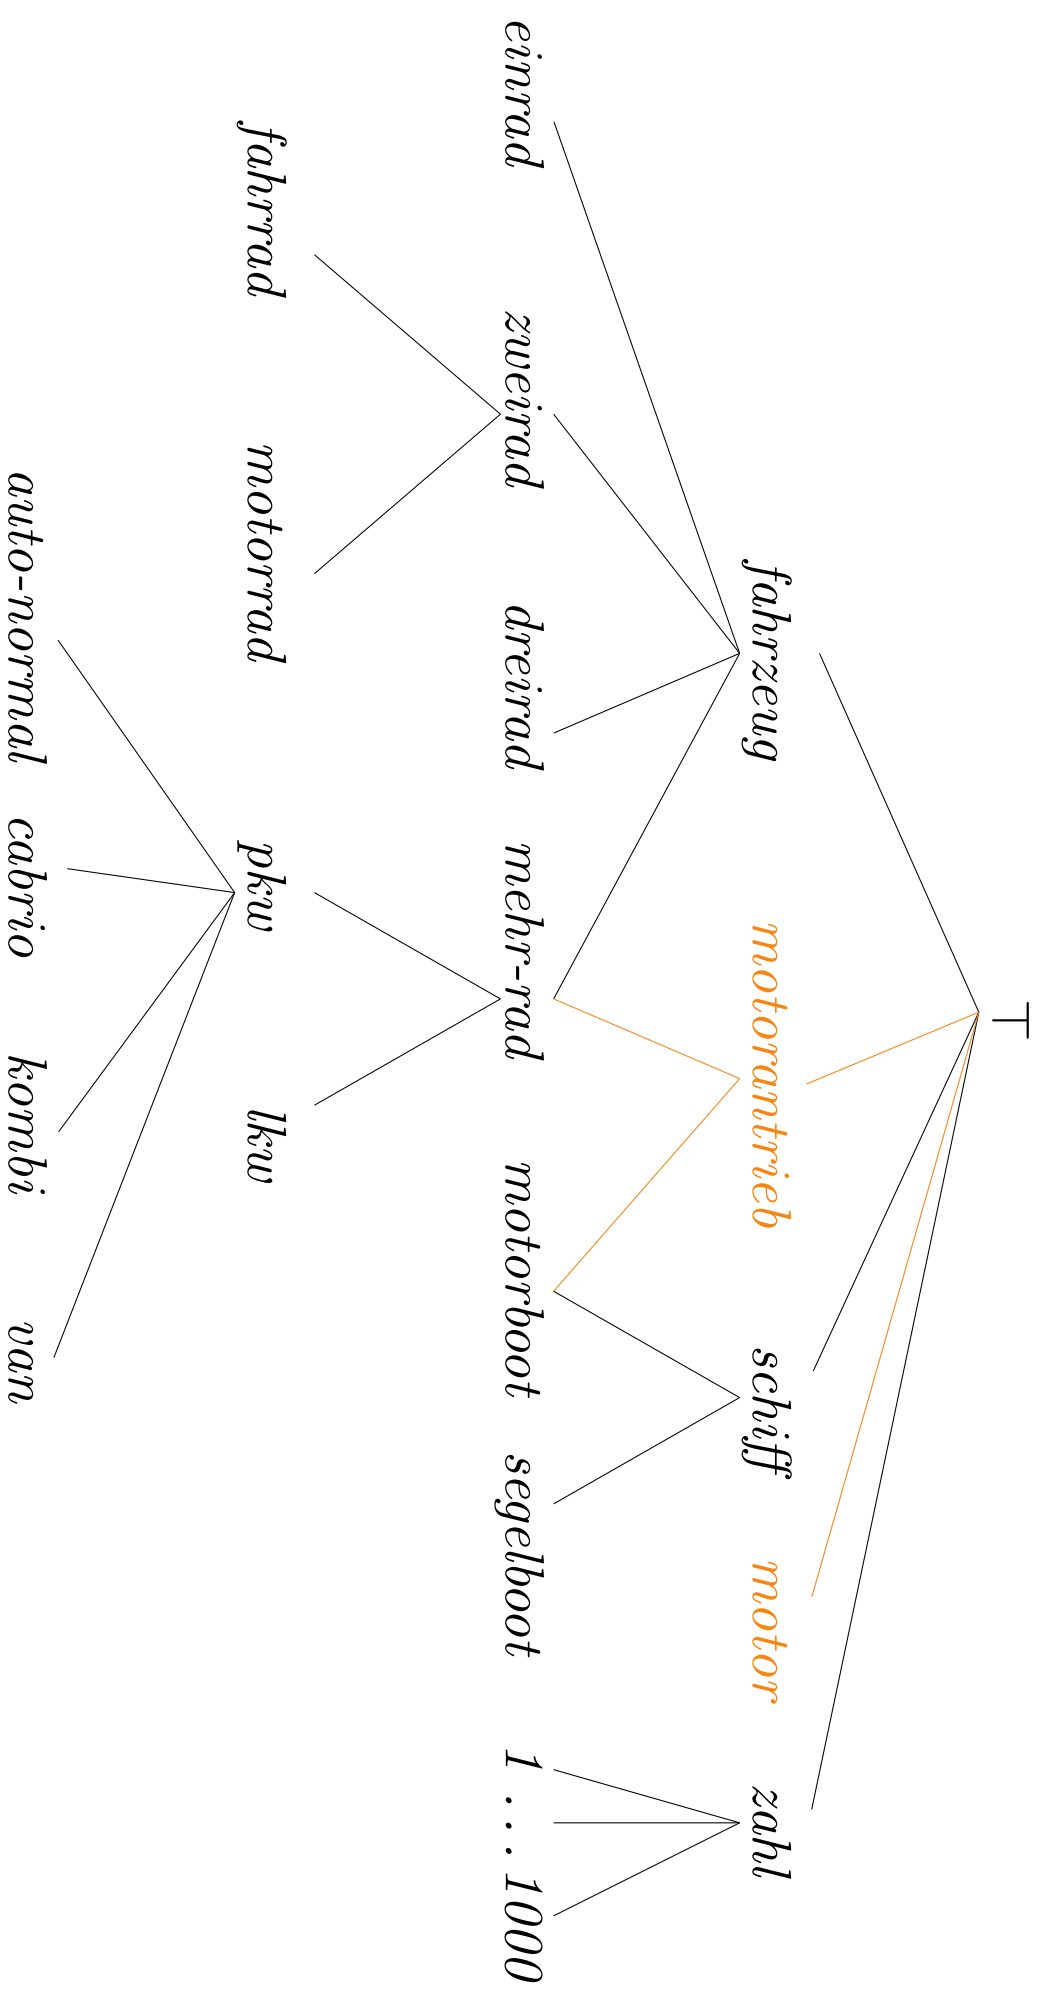 ⊤
fahrzeug motorantrieb schiff motor zahl
einrad zweirad dreirad mehr-rad motorboot segelboot 1 . . . 1000
fahrrad motorrad pkw lkw
auto-normal cabrio kombi van